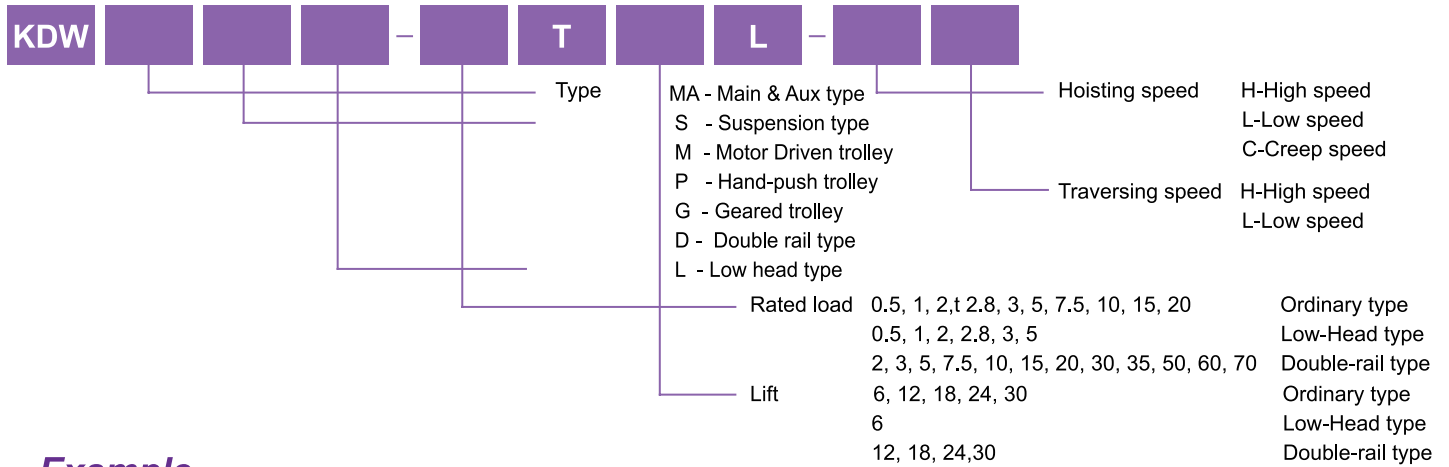 KDW – T L –
Type MA - Main & Aux type Hoisting speed H-High speed
S - Suspension type L-Low speed
M - Motor Driven trolley C-Creep speed
P - Hand-push trolley Traversing speed H-High speed
G - Geared trolley L-Low speed
D - Double rail type
L - Low head type
Rated load 0.5, 1, 2,t 2.8, 3, 5, 7.5, 10, 15, 20 Ordinary type
0.5, 1, 2, 2.8, 3, 5 Low-Head type
2, 3, 5, 7.5, 10, 15, 20, 30, 35, 50, 60, 70 Double-rail type
Lift 6, 12, 18, 24, 30 Ordinary type
6 Low-Head type
12, 18, 24,30 Double-rail type
Example